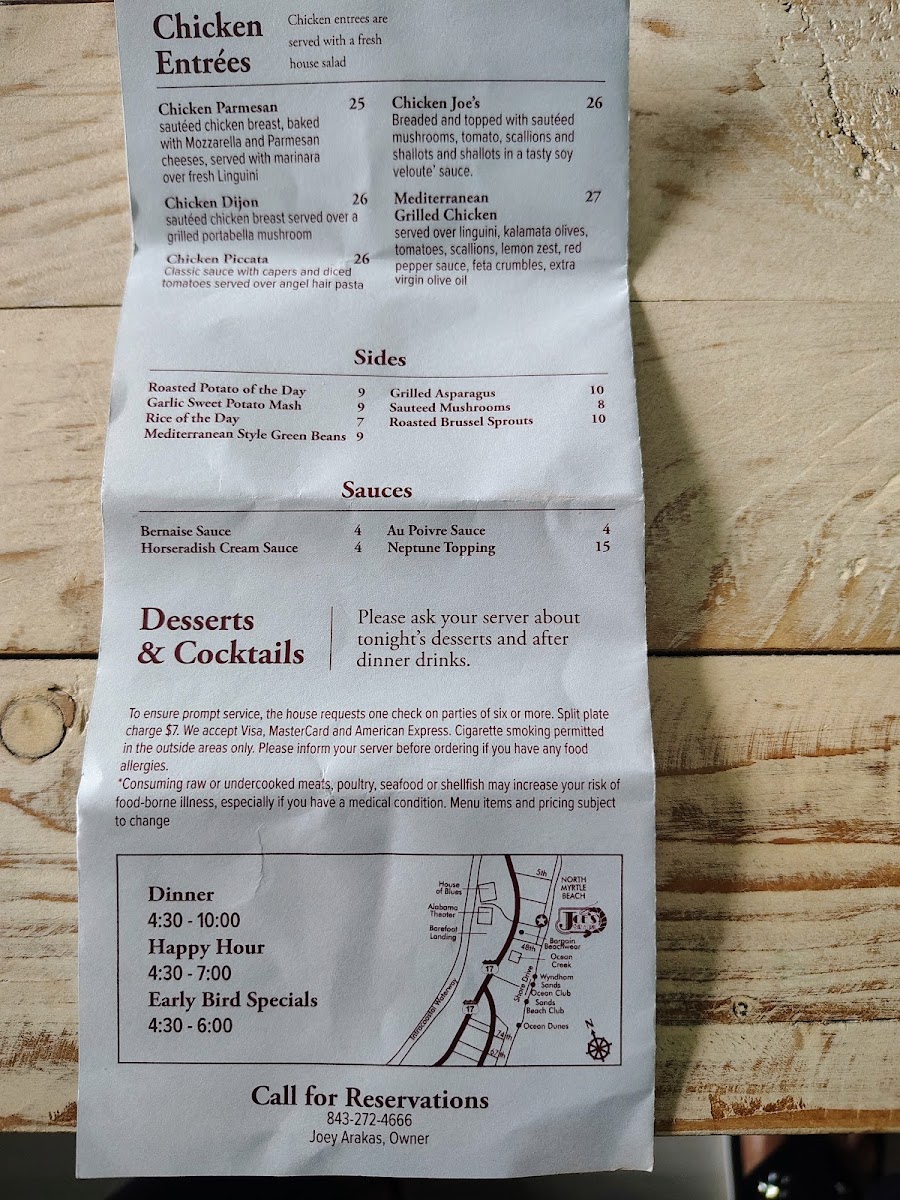 Chicken
Entrées
Chicken entrees are
served with a fresh
house salad
Chicken Parmesan 25
sautéed chicken breast, baked
with Mozzarella and Parmesan
cheeses, served with marinara
over fresh Linguini
Chicken Dijon 26
sautéed chicken breast served over a
grilled portabella mushroom
Chicken Piccata 26
Classic sauce with capers and diced
tomatoes served over angel hair pasta
Chicken Joe's 26
Breaded and topped with sautéed
mushrooms, tomato, scallions and
shallots and shallots in a tasty soy
veloute' sauce.
Mediterranean 27
Grilled Chicken
served over linguini, kalamata olives,
tomatoes, scallions, lemon zest, red
pepper sauce, feta crumbles, extra
virgin olive oil
Sides
Roasted Potato of the Day 9
Garlic Sweet Potato Mash 9
Rice of the Day 7
Mediterranean Style Green Beans 9
Grilled Asparagus 10
Sauteed Mushrooms 8
Roasted Brussel Sprouts 10
Sauces
Bernaise Sauce 4
Horseradish Cream Sauce 4
Au Poivre Sauce 4
Neptune Topping 15
Desserts
& Cocktails
Please ask your server about
tonight's desserts and after
dinner drinks.
To ensure prompt service, the house requests one check on parties of six or more. Split plate
charge $7. We accept Visa, MasterCard and American Express. Cigarette smoking permitted
in the outside areas only. Please inform your server before ordering if you have any food
allergies.
*Consuming raw or undercooked meats, poultry, seafood or shellfish may increase your risk of
food-borne illness, especially if you have a medical condition. Menu items and pricing subject
to change
Dinner
4:30 - 10:00
Happy Hour
4:30 - 7:00
Early Bird Specials
4:30 - 6:00
House
of Blues
Alabama
Theater
Barefoot
Landing
5th
NORTH
MYRTLE
BEACH
JOE'S
Bargain
Beachwear
48th
Ocean
Creek
17
Shore Drive
Wyndham
Sands
Ocean Club
Sands
Beach Club
17
Intracoastal Waterway
74th
67th
Ocean Dunes
N
Call for Reservations
843-272-4666
Joey Arakas, Owner